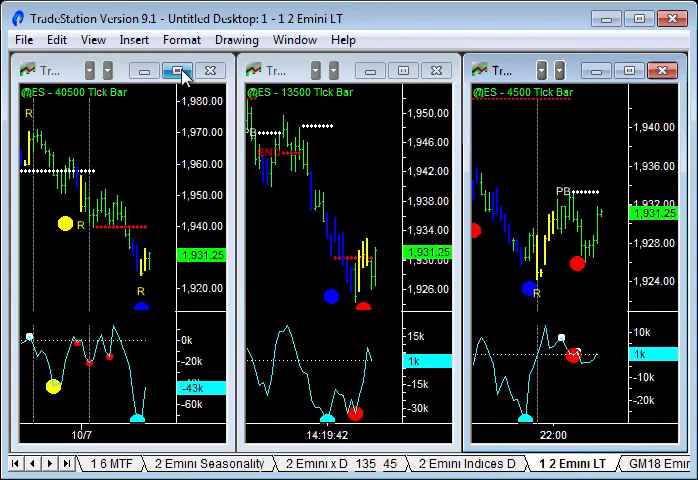 TradeStation Version 9.1 - Untitled Desktop: 1 - 1 2 Emini LT
File Edit View Insert Format Drawing Window Help
Tr...
@ES - 40500 Tick Bar
R
R
R
1,980.00
1,970.00
1,960.00
1,950.00
1,940.00
1,931.25
1,920.00
0k
-20k
-43k
-60k
10/7
Tr...
@ES - 13500 Tick Bar
END
1,950.00
1,946.00
1,942.00
1,938.00
1,934.00
1,931.25
1,930.00
1,926.00
15k
1k
-15k
-30k
14:19:42
Tr...
@ES - 4500 Tick Bar
PB
R
1,940.00
1,936.00
1,931.25
1,928.00
1,924.00
10k
1k
-10k
-20k
22:00
1 6 MTF 2 Emini Seasonality 2 Emini x D_135_45 2 Emini Indices D 1 2 Emini LT GM18 Emini